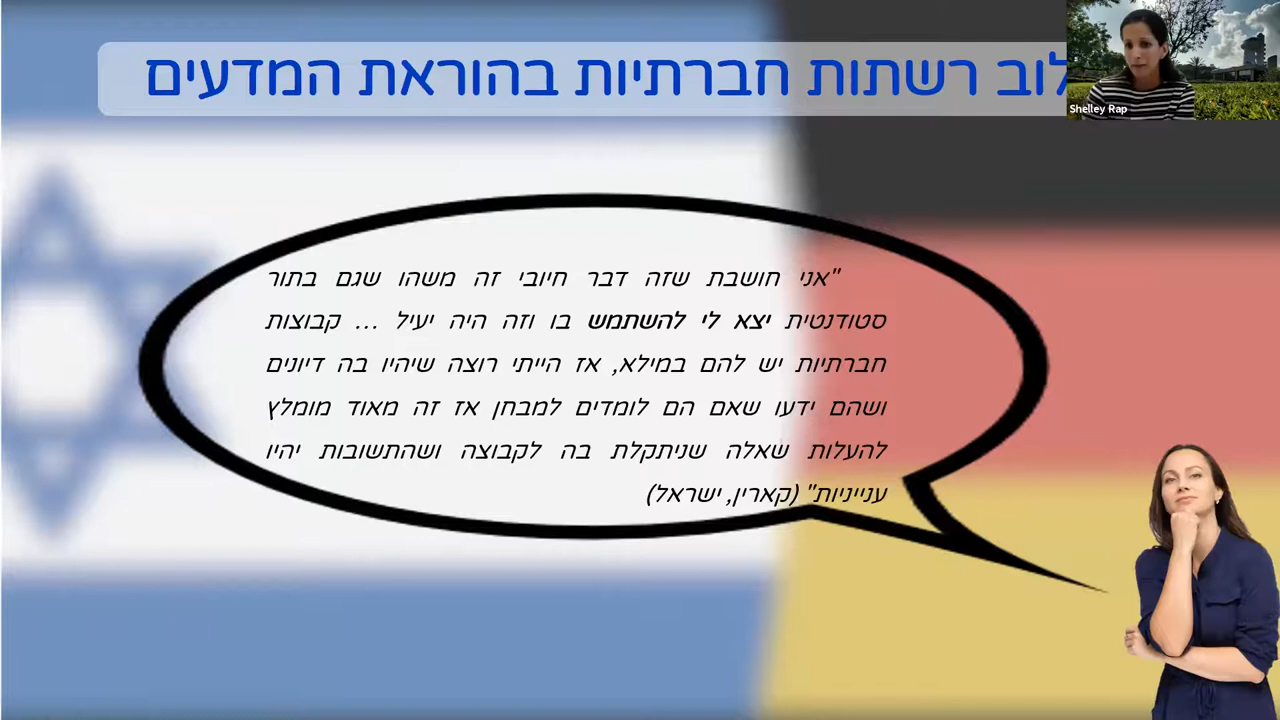 רשתות חברתיות בהוראת המדעים
Shelley Rap
"אני חושבת שזה דבר חיובי זה משהו שגם בתור
סטודנטית יצא לי להשתמש בו וזה היה יעיל ... קבוצות
חברתיות יש להם במילא, אז הייתי רוצה שיהיו בה דיונים
ושהם ידעו שאם הם לומדים למבחן אז זה מאוד מומלץ
להעלות שאלה שניתקלת בה לקבוצה ושהתשובות יהיו
ענייניות" (קארין, ישראל)